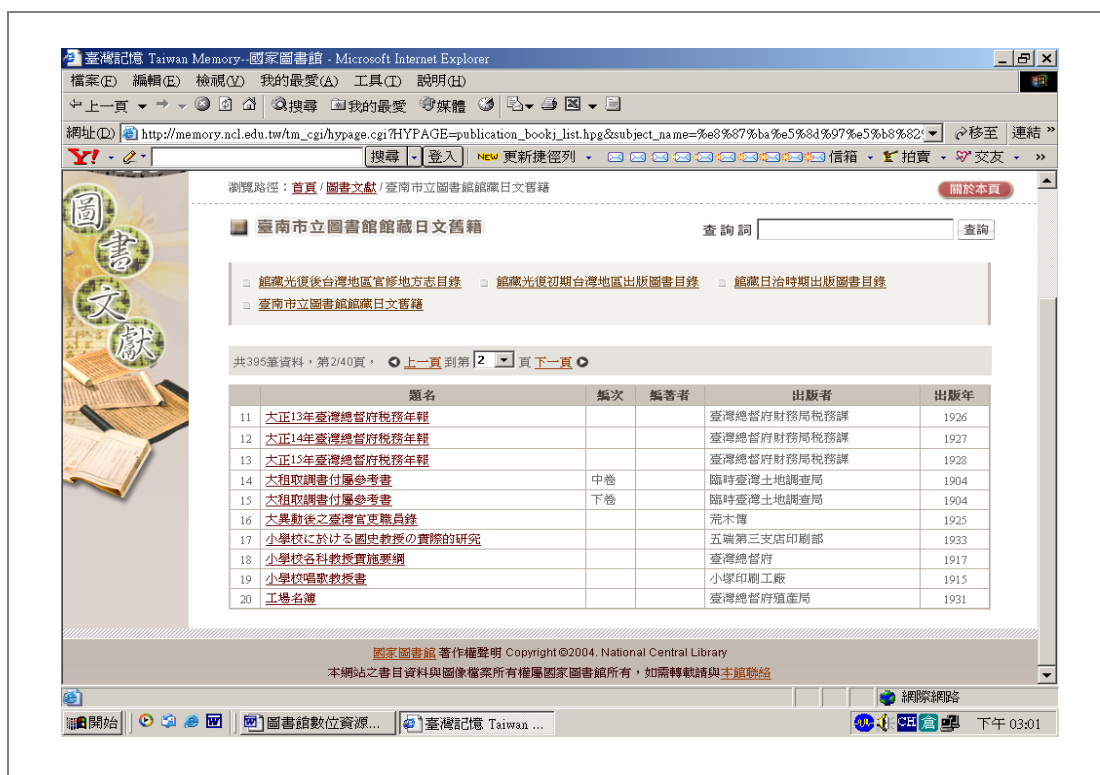 臺灣記憶 Taiwan Memory--國家圖書館 - Microsoft Internet Explorer
檔案(F) 編輯(E) 檢視(V) 我的最愛(A) 工具(T) 說明(H)
上一頁 搜尋 我的最愛 媒體
網址(D) http://memory.ncl.edu.tw/tm_cgi/hypage.cgi?HYPAGE=publication_bookj_list.hpg&subject_name=%e8%87%ba%e5%8d%97%e5%b8%82 移至 連結 »
Y! 搜尋 登入 NEW 更新捷徑列 信箱 拍賣 交友 »
圖書文獻
瀏覽路徑：首頁 / 圖書文獻 / 臺南市立圖書館館藏日文舊籍 關於本頁
臺南市立圖書館館藏日文舊籍 查詢詞 查詢
館藏光復後台灣地區官修地方志目錄 館藏光復初期台灣地區出版圖書目錄 館藏日治時期出版圖書目錄
臺南市立圖書館館藏日文舊籍
共395筆資料，第2/40頁， 上一頁 到第 2 頁 下一頁
題名 編次 編著者 出版者 出版年
11 大正13年臺灣總督府稅務年報 臺灣總督府財務局稅務課 1926
12 大正14年臺灣總督府稅務年報 臺灣總督府財務局稅務課 1927
13 大正15年臺灣總督府稅務年報 臺灣總督府財務局稅務課 1928
14 大租取調書付屬參考書 中卷 臨時臺灣土地調查局 1904
15 大租取調書付屬參考書 下卷 臨時臺灣土地調查局 1904
16 大異動後之臺灣官吏職員錄 荒木傳 1925
17 小學校に於ける國史教授の實際的研究 五端第三支店印刷部 1933
18 小學校各科教授實施要綱 臺灣總督府 1917
19 小學校唱歌教授書 小塚印刷工廠 1915
20 工場名簿 臺灣總督府殖產局 1931
國家圖書館 著作權聲明 Copyright©2004. National Central Library
本網站之書目資料與圖像檔案所有權屬國家圖書館所有，如需轉載請與本館聯絡
網際網路
開始 圖書館數位資源... 臺灣記憶 Taiwan ... CH 倉 下午 03:01